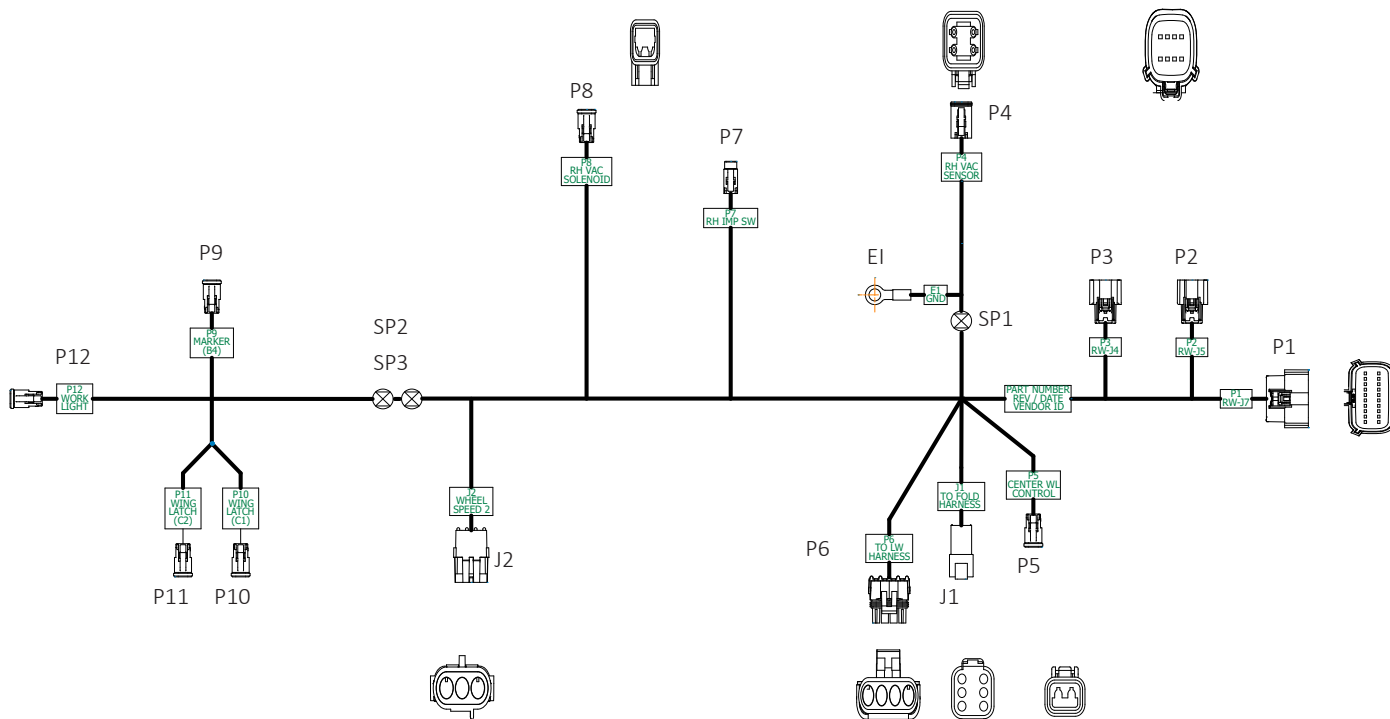 P8
P8
RH VAC
SOLENOID
P7
P7
RH IMP SW
P4
P4
RH VAC
SENSOR
EI
E1
GND
SP1
P3
P3
RW-J4
P2
P2
RW-J5
P1
P1
RW-J7
PART NUMBER
REV / DATE
VENDOR ID
P9
P9
MARKER
(B4)
SP2
SP3
P12
P12
WORK
LIGHT
P11
WING
LATCH
(C2)
P11
P10
WING
LATCH
(C1)
P10
J2
WHEEL
SPEED 2
J2
P6
P6
TO LW
HARNESS
J1
TO FOLD
HARNESS
J1
P5
CENTER WL
CONTROL
P5